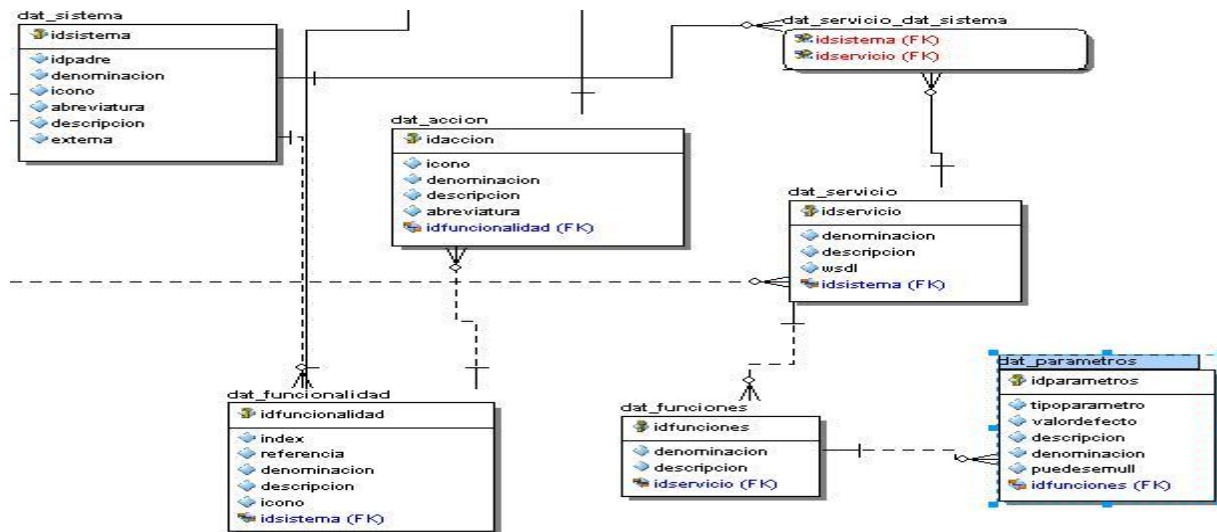 dat_sistema
idsistema
idpadre
denominacion
icono
abreviatura
descripcion
externa
dat_servicio_dat_sistema
idsistema (FK)
idservicio (FK)
dat_accion
idaccion
icono
denominacion
descripcion
abreviatura
idfuncionalidad (FK)
dat_servicio
idservicio
denominacion
descripcion
wsdl
idsistema (FK)
dat_funcionalidad
idfuncionalidad
index
referencia
denominacion
descripcion
icono
idsistema (FK)
dat_funciones
idfunciones
denominacion
descripcion
idservicio (FK)
dat_parametros
idparametros
tipoparametro
valordefecto
descripcion
denominacion
puedesernull
idfunciones (FK)